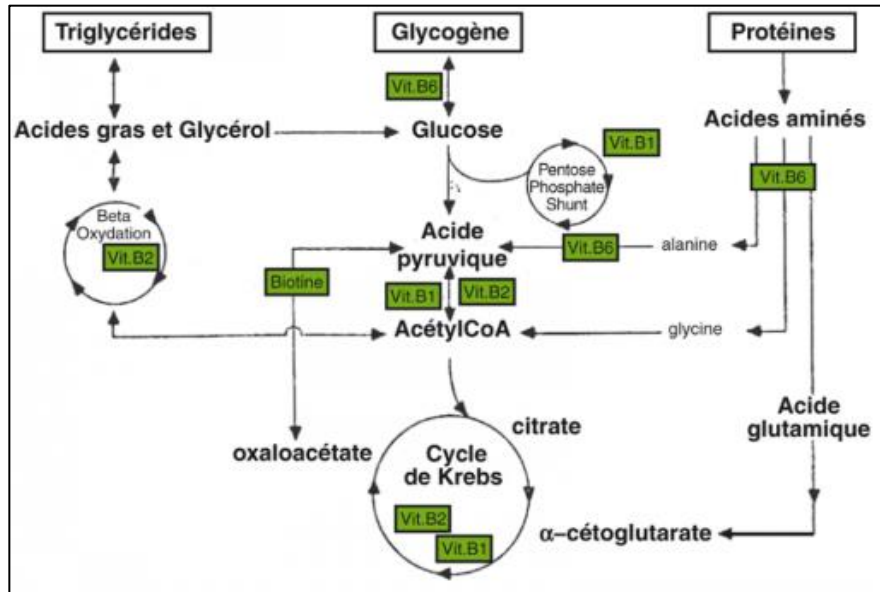 Triglycérides
Glycogène
Protéines
Vit.B6
Acides gras et Glycérol
Glucose
Acides aminés
Vit.B1
Pentose
Phosphate
Shunt
Vit.B6
Beta
Oxydation
Vit.B2
Acide
pyruvique
Vit.B6
alanine
Biotine
Vit.B1
Vit.B2
AcétylCoA
glycine
Acide
glutamique
citrate
oxaloacétate
Cycle
de Krebs
Vit.B2
Vit.B1
α–cétoglutarate